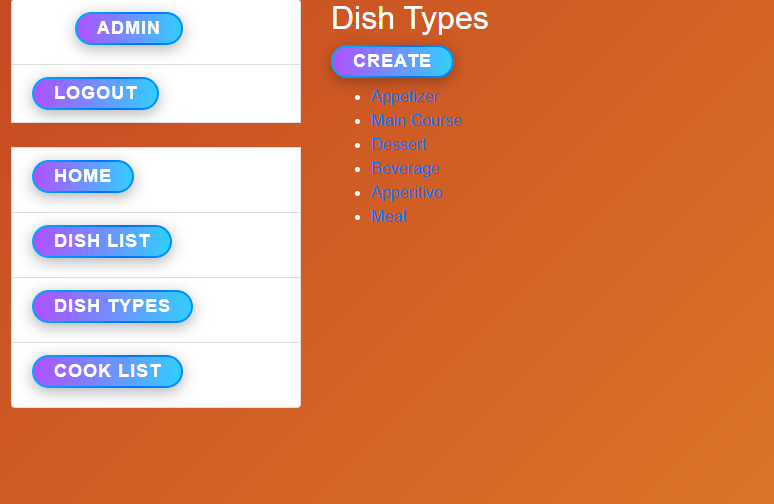 ADMIN
LOGOUT
HOME
DISH LIST
DISH TYPES
COOK LIST
Dish Types
CREATE
Appetizer
Main Course
Dessert
Beverage
Apperitivo
Meat